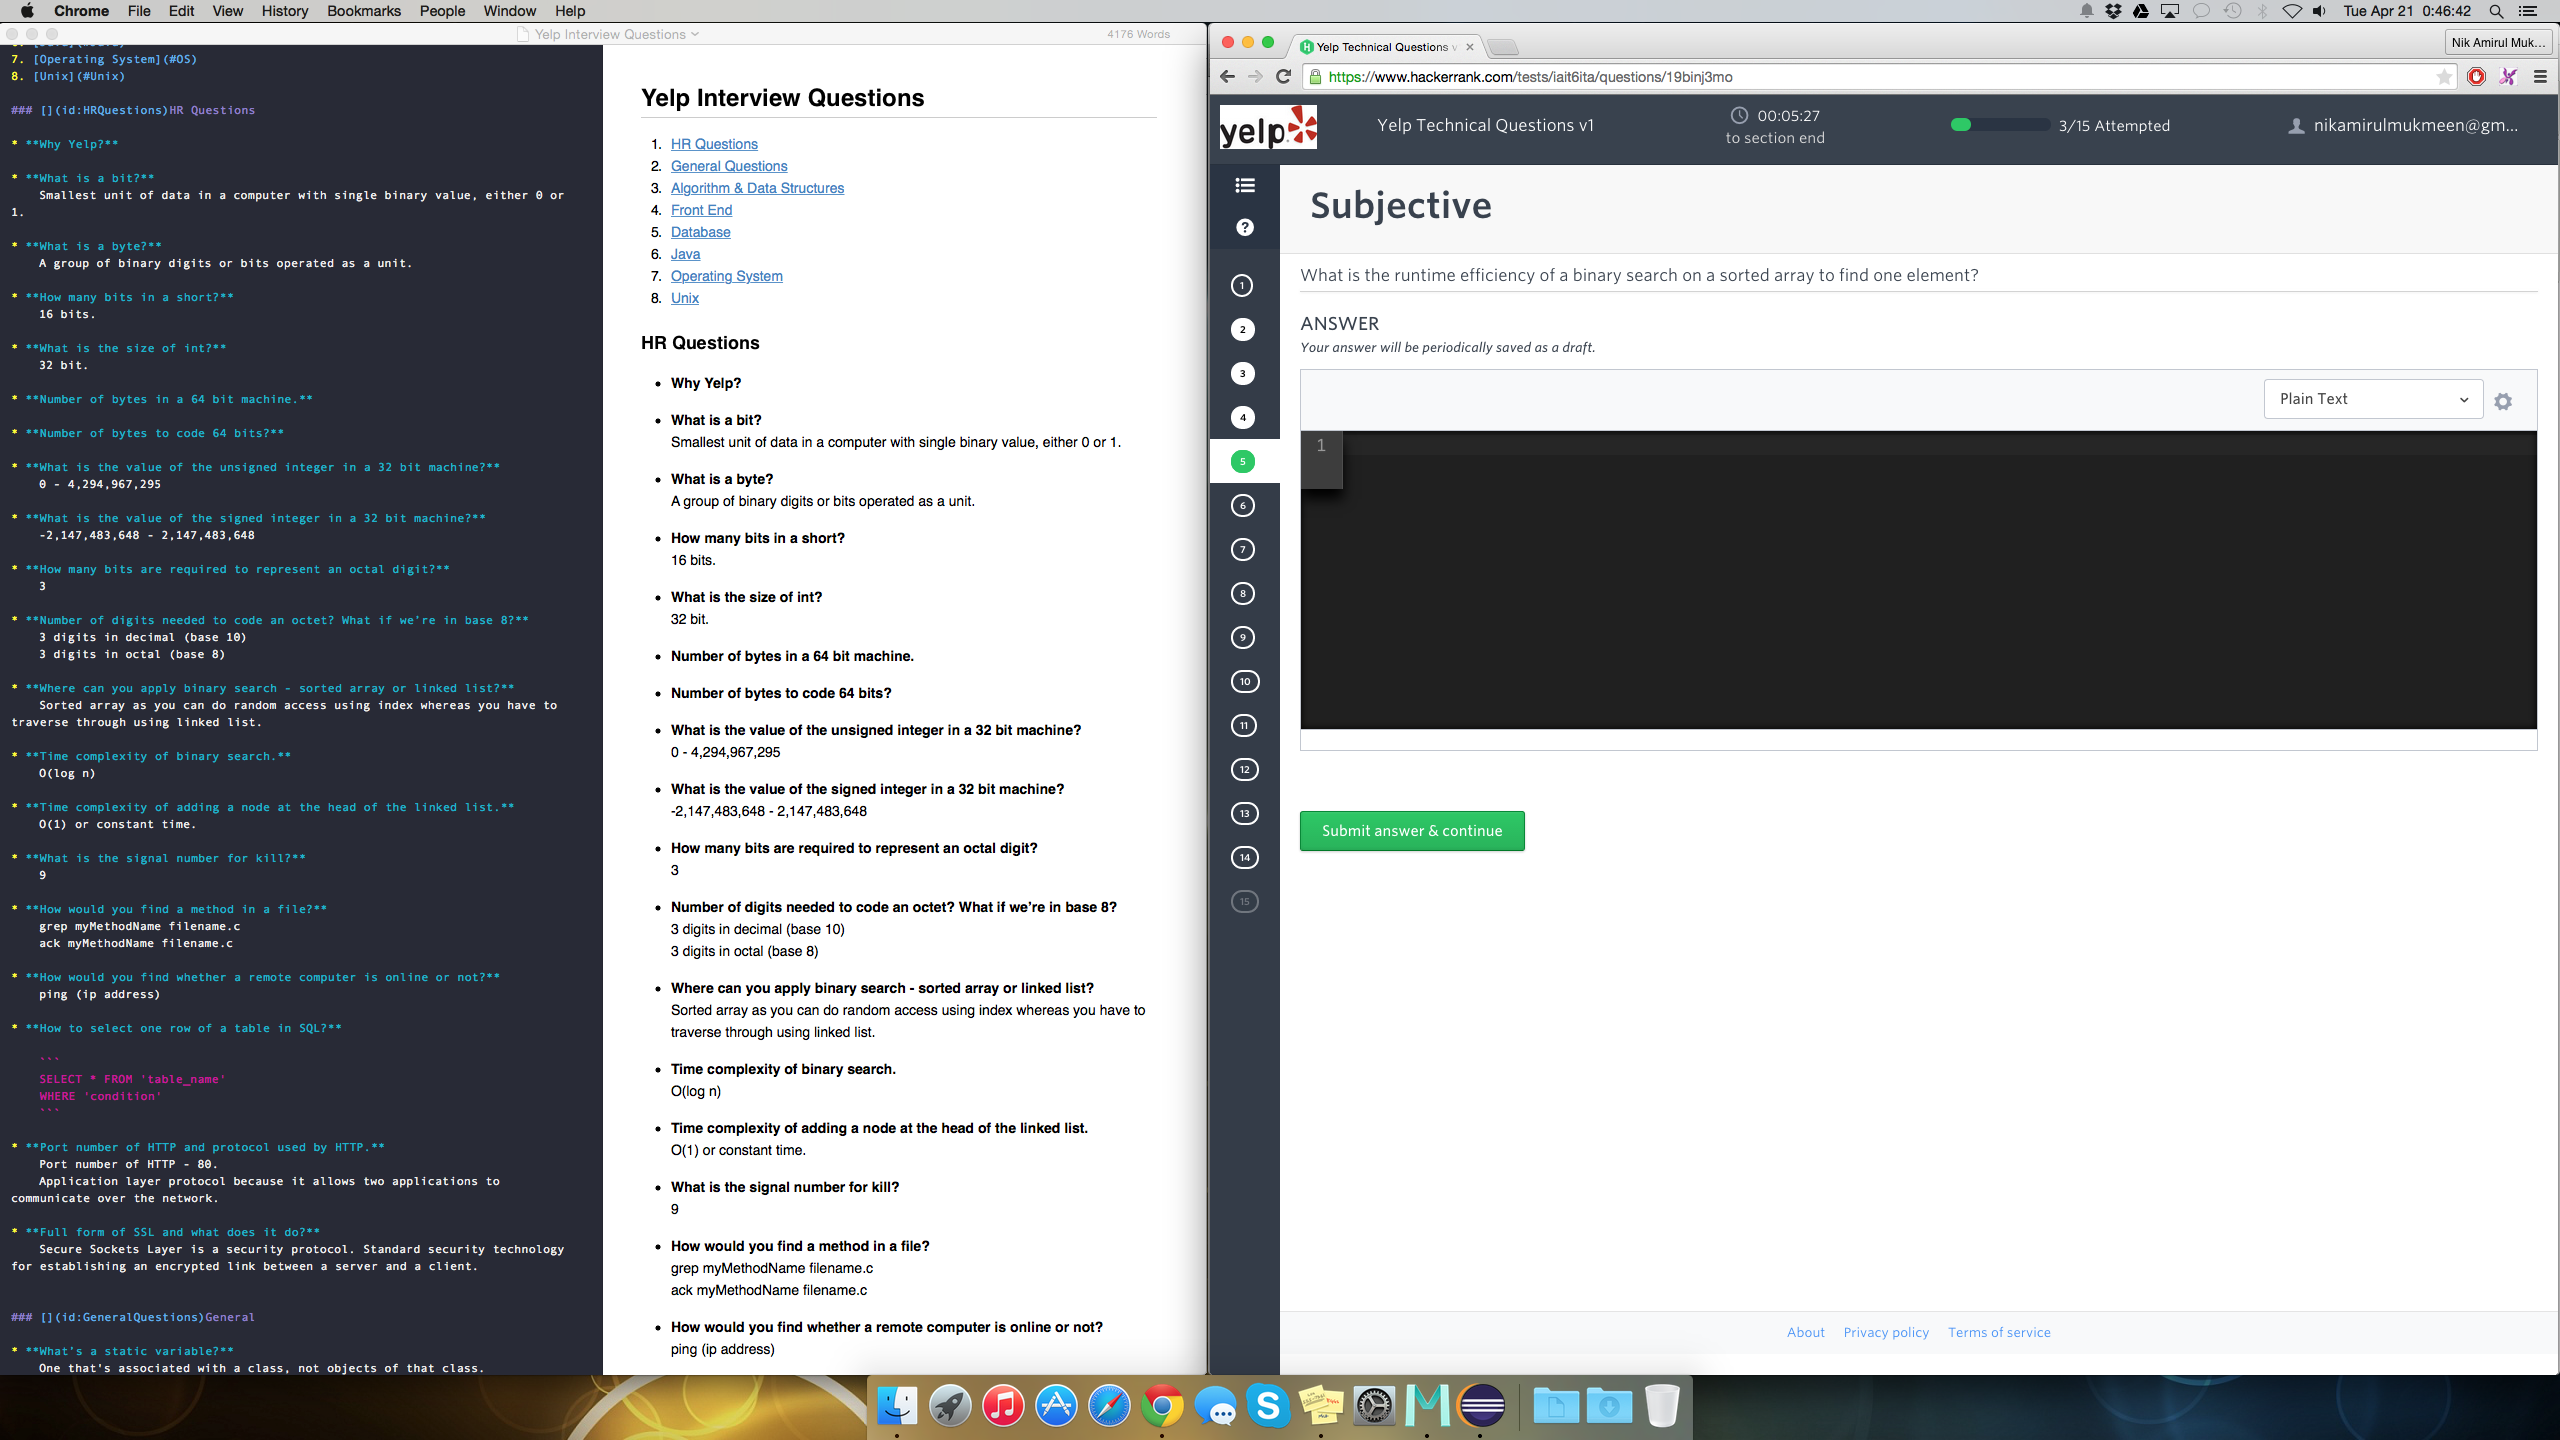 Chrome File Edit View History Bookmarks People Window Help
Tue Apr 21 0:46:42
Yelp Interview Questions
4176 Words
7. [Operating System](#OS)
8. [Unix](#Unix)
### [](id:HRQuestions)HR Questions
* **Why Yelp?**
* **What is a bit?**
Smallest unit of data in a computer with single binary value, either 0 or
1.
* **What is a byte?**
A group of binary digits or bits operated as a unit.
* **How many bits in a short?**
16 bits.
* **What is the size of int?**
32 bit.
* **Number of bytes in a 64 bit machine.**
* **Number of bytes to code 64 bits?**
* **What is the value of the unsigned integer in a 32 bit machine?**
0 - 4,294,967,295
* **What is the value of the signed integer in a 32 bit machine?**
-2,147,483,648 - 2,147,483,648
* **How many bits are required to represent an octal digit?**
3
* **Number of digits needed to code an octet? What if we're in base 8?**
3 digits in decimal (base 10)
3 digits in octal (base 8)
* **Where can you apply binary search - sorted array or linked list?**
Sorted array as you can do random access using index whereas you have to
traverse through using linked list.
* **Time complexity of binary search.**
O(log n)
* **Time complexity of adding a node at the head of the linked list.**
O(1) or constant time.
* **What is the signal number for kill?**
9
* **How would you find a method in a file?**
grep myMethodName filename.c
ack myMethodName filename.c
* **How would you find whether a remote computer is online or not?**
ping (ip address)
* **How to select one row of a table in SQL?**
```
SELECT * FROM 'table_name'
WHERE 'condition'
```
* **Port number of HTTP and protocol used by HTTP.**
Port number of HTTP - 80.
Application layer protocol because it allows two applications to
communicate over the network.
* **Full form of SSL and what does it do?**
Secure Sockets Layer is a security protocol. Standard security technology
for establishing an encrypted link between a server and a client.
### [](id:GeneralQuestions)General
* **What's a static variable?**
One that's associated with a class, not objects of that class.
Yelp Interview Questions
1. HR Questions
2. General Questions
3. Algorithm & Data Structures
4. Front End
5. Database
6. Java
7. Operating System
8. Unix
HR Questions
• Why Yelp?
• What is a bit?
Smallest unit of data in a computer with single binary value, either 0 or 1.
• What is a byte?
A group of binary digits or bits operated as a unit.
• How many bits in a short?
16 bits.
• What is the size of int?
32 bit.
• Number of bytes in a 64 bit machine.
• Number of bytes to code 64 bits?
• What is the value of the unsigned integer in a 32 bit machine?
0 - 4,294,967,295
• What is the value of the signed integer in a 32 bit machine?
-2,147,483,648 - 2,147,483,648
• How many bits are required to represent an octal digit?
3
• Number of digits needed to code an octet? What if we're in base 8?
3 digits in decimal (base 10)
3 digits in octal (base 8)
• Where can you apply binary search - sorted array or linked list?
Sorted array as you can do random access using index whereas you have to
traverse through using linked list.
• Time complexity of binary search.
O(log n)
• Time complexity of adding a node at the head of the linked list.
O(1) or constant time.
• What is the signal number for kill?
9
• How would you find a method in a file?
grep myMethodName filename.c
ack myMethodName filename.c
• How would you find whether a remote computer is online or not?
ping (ip address)
Yelp Technical Questions v
Nik Amirul Muk...
https://www.hackerrank.com/tests/iait6ita/questions/19binj3mo
yelp
Yelp Technical Questions v1
00:05:27
to section end
3/15 Attempted
nikamirulmukmeen@gm...
?
1
2
3
4
5
6
7
8
9
10
11
12
13
14
15
Subjective
What is the runtime efficiency of a binary search on a sorted array to find one element?
ANSWER
Your answer will be periodically saved as a draft.
Plain Text
1
Submit answer & continue
About Privacy policy Terms of service